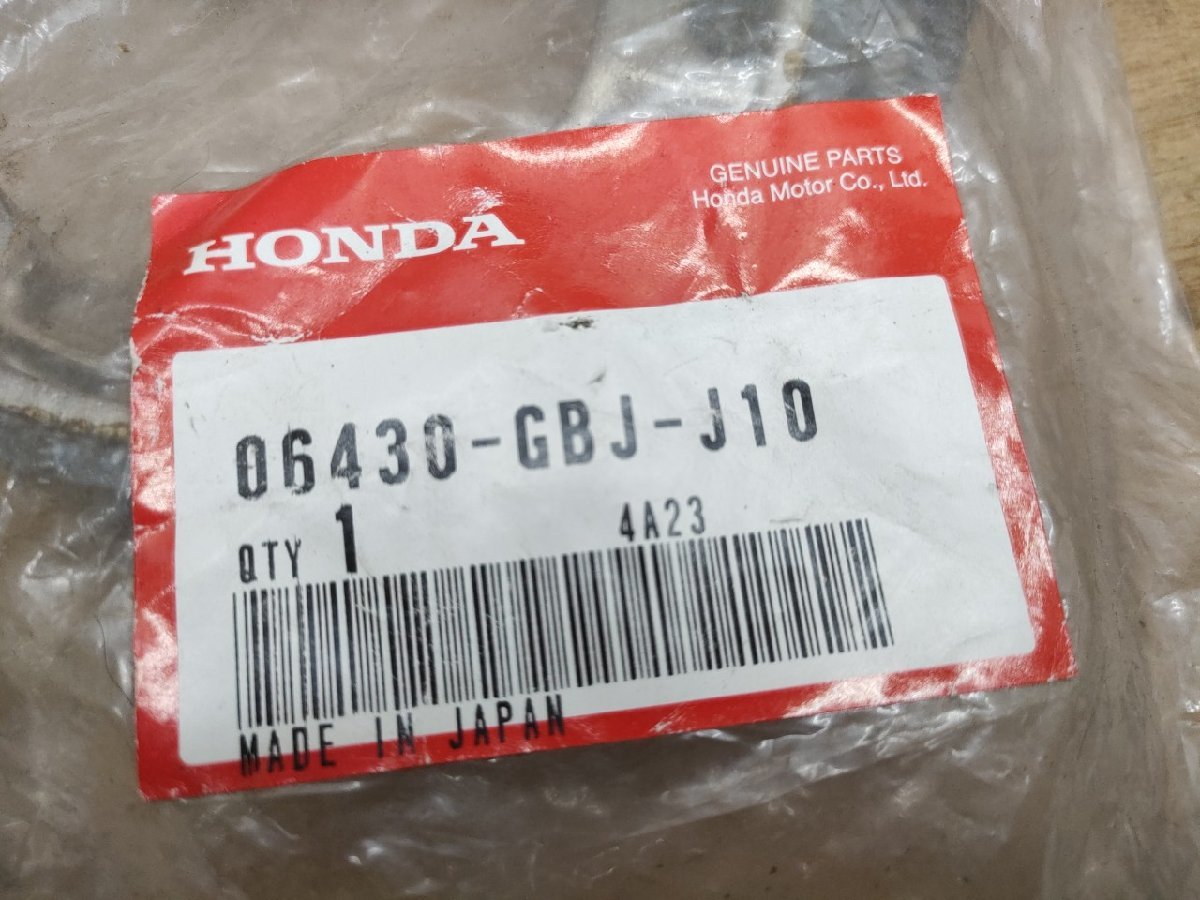 GENUINE PARTS
Honda Motor Co., Ltd.
HONDA
06430-GBJ-J10
QTY 1 4A23
MADE IN JAPAN